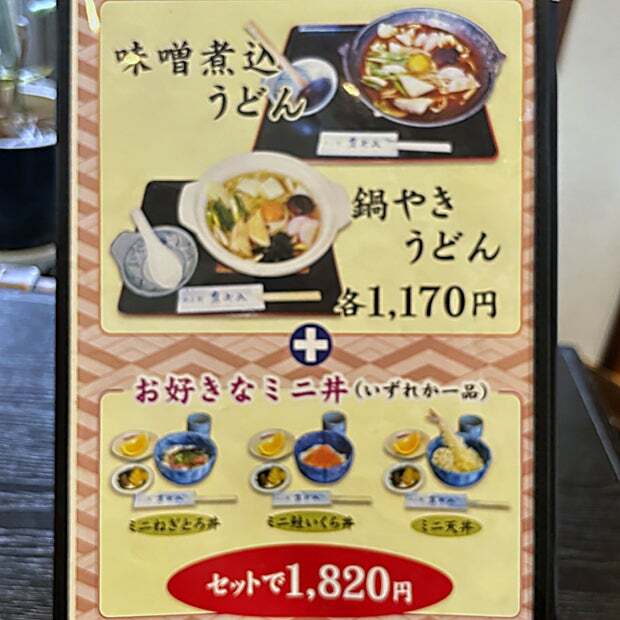 味噌煮込
うどん
鍋やき
うどん
各1,170円
+
お好きなミニ丼(いずれか一品)
ミニねぎとろ丼
ミニ鮭いくら丼
ミニ天丼
セットで1,820円